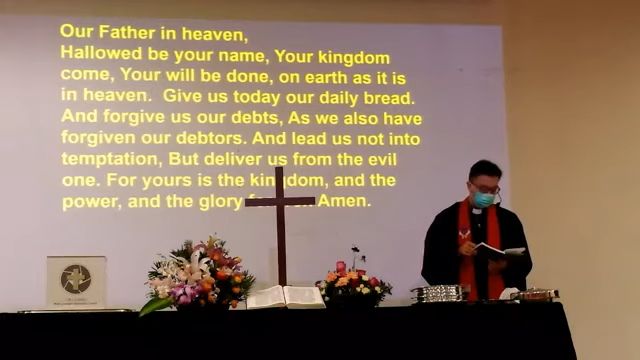 Our Father in heaven,
Hallowed be your name, Your kingdom
come, Your will be done, on earth as it is
in heaven. Give us today our daily bread.
And forgive us our debts, As we also have
forgiven our debtors. And lead us not into
temptation, But deliver us from the evil
one. For yours is the kingdom, and the
power, and the glory Amen.